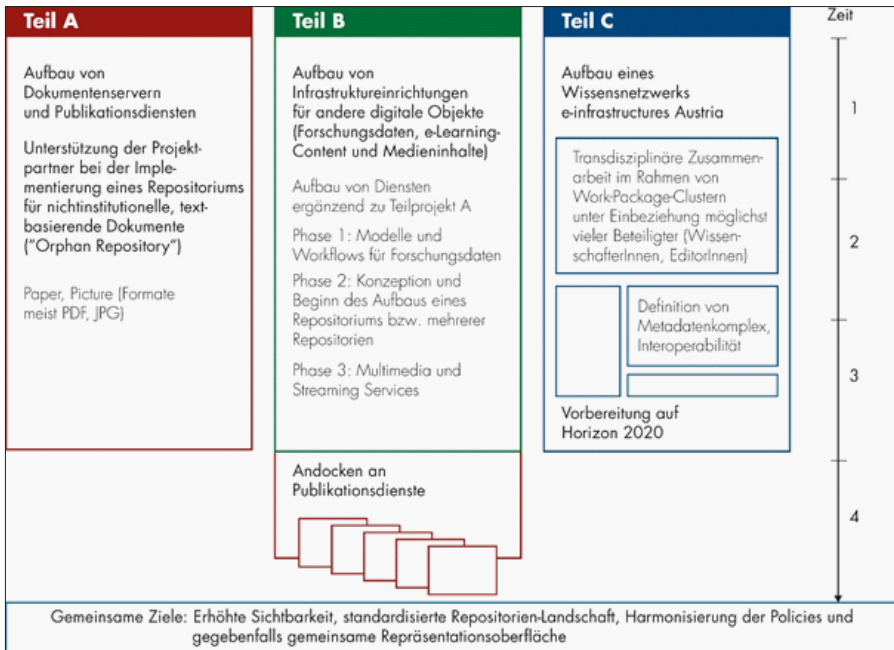 Teil A
Aufbau von
Dokumentenservern
und Publikationsdiensten
Unterstützung der Projekt-
partner bei der Imple-
mentierung eines Repositoriums
für nichtinstitutionelle, text-
basierende Dokumente
("Orphan Repository")
Paper, Picture (Formate
meist PDF, JPG)
Teil B
Aufbau von
Infrastruktureinrichtungen
für andere digitale Objekte
(Forschungsdaten, e-Learning-
Content und Medieninhalte)
Aufbau von Diensten
ergänzend zu Teilprojekt A
Phase 1: Modelle und
Workflows für Forschungsdaten
Phase 2: Konzeption und
Beginn des Aufbaus eines
Repositoriums bzw. mehrerer
Repositorien
Phase 3: Multimedia und
Streaming Services
Andocken an
Publikationsdienste
Teil C
Aufbau eines
Wissensnetzwerks
e-infrastructures Austria
Transdisziplinäre Zusammen-
arbeit im Rahmen von
Work-Package-Clustern
unter Einbeziehung möglichst
vieler Beteiligter (Wissen-
schafterInnen, EditorInnen)
Definition von
Metadatenkomplex,
Interoperabilität
Vorbereitung auf
Horizon 2020
Zeit
1
2
3
4
Gemeinsame Ziele: Erhöhte Sichtbarkeit, standardisierte Repositorien-Landschaft, Harmonisierung der Policies und
gegebenfalls gemeinsame Repräsentationsoberfläche